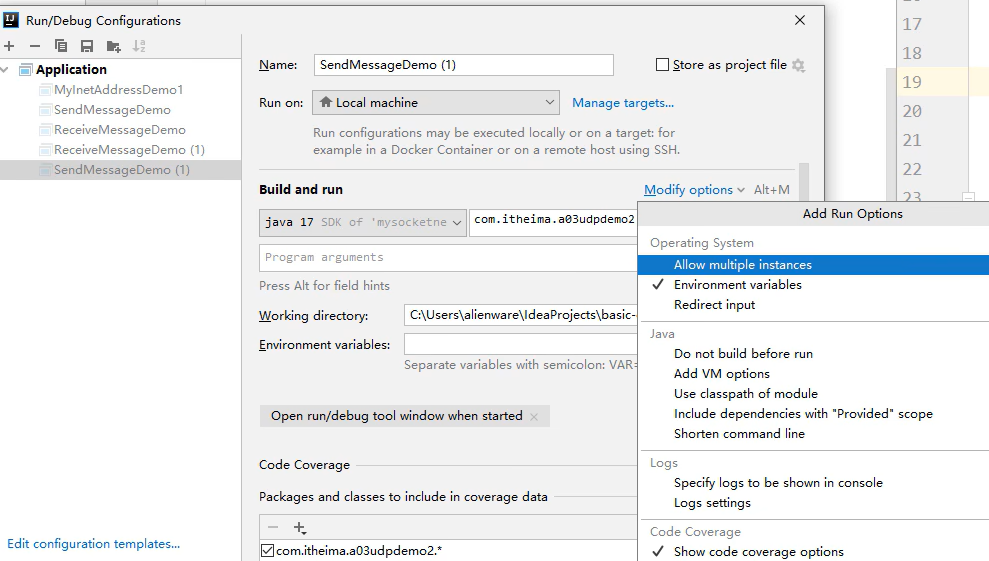 IJ
Run/Debug Configurations
Application
MyInetAddressDemo1
SendMessageDemo
ReceiveMessageDemo
ReceiveMessageDemo (1)
SendMessageDemo (1)
Edit configuration templates...
Name: SendMessageDemo (1) Store as project file
Run on: Local machine Manage targets...
Run configurations may be executed locally or on a target: for
example in a Docker Container or on a remote host using SSH.
Build and run Modify options Alt+M
java 17 SDK of 'mysocketne com.itheima.a03udpdemo2
Program arguments
Press Alt for field hints
Working directory: C:\Users\alienware\IdeaProjects\basic-
Environment variables:
Separate variables with semicolon: VAR=
Open run/debug tool window when started
Code Coverage
Packages and classes to include in coverage data
com.itheima.a03udpdemo2.*
Add Run Options
Operating System
Allow multiple instances
Environment variables
Redirect input
Java
Do not build before run
Add VM options
Use classpath of module
Include dependencies with "Provided" scope
Shorten command line
Logs
Specify logs to be shown in console
Logs settings
Code Coverage
Show code coverage options
17
18
19
20
21
22
23